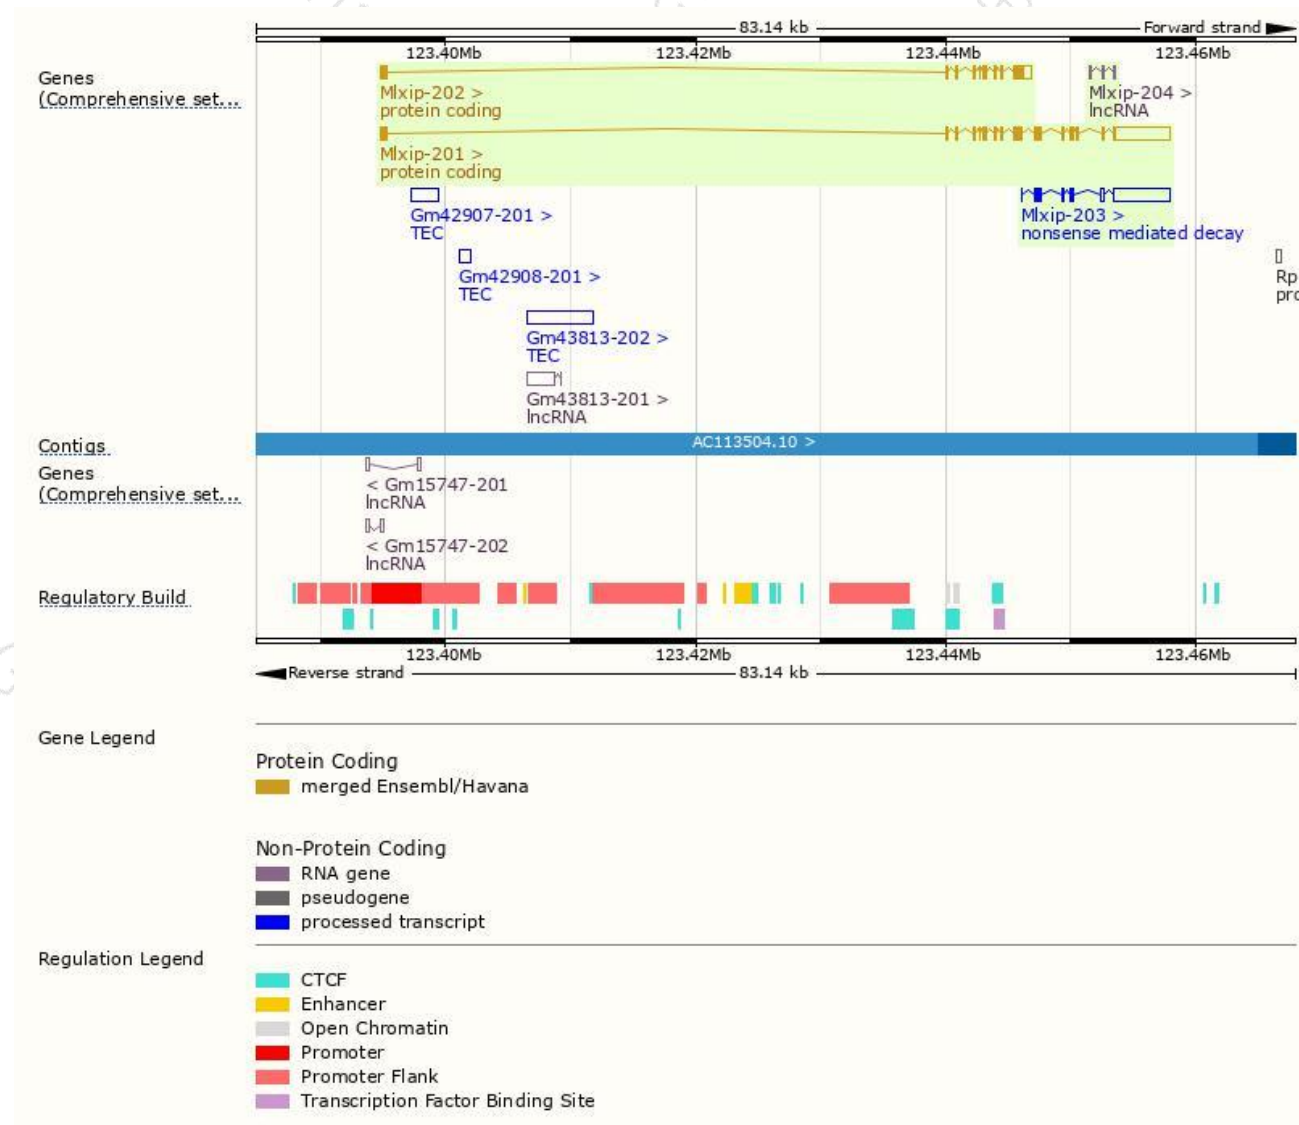 83.14 kb Forward strand
123.40Mb 123.42Mb 123.44Mb 123.46Mb
Genes
(Comprehensive set...
Mlxip-202 >
protein coding
Mlxip-204 >
lncRNA
Mlxip-201 >
protein coding
Gm42907-201 >
TEC
Mlxip-203 >
nonsense mediated decay
Gm42908-201 >
TEC
Rp
pro
Gm43813-202 >
TEC
Gm43813-201 >
lncRNA
Contigs
AC113504.10 >
Genes
(Comprehensive set...
< Gm15747-201
lncRNA
< Gm15747-202
lncRNA
Regulatory Build
123.40Mb 123.42Mb 123.44Mb 123.46Mb
Reverse strand 83.14 kb
Gene Legend
Protein Coding
merged Ensembl/Havana
Non-Protein Coding
RNA gene
pseudogene
processed transcript
Regulation Legend
CTCF
Enhancer
Open Chromatin
Promoter
Promoter Flank
Transcription Factor Binding Site